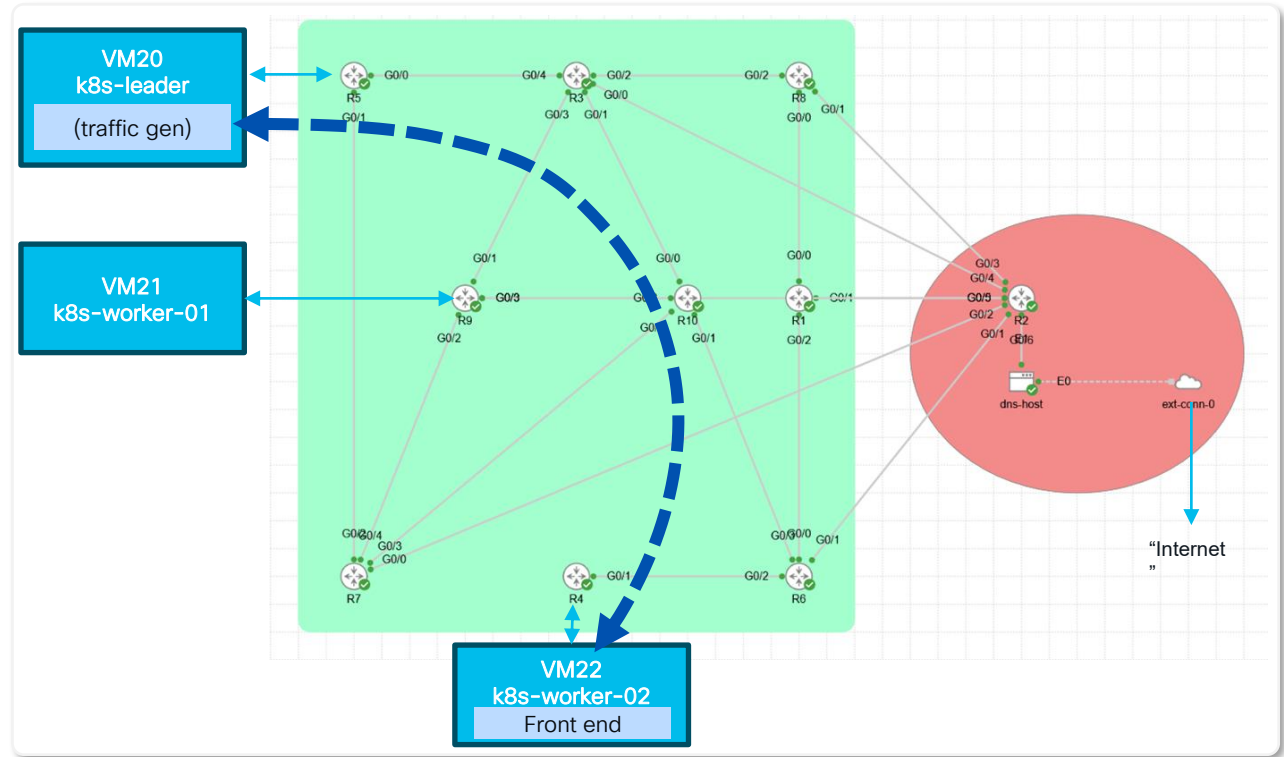 VM20
k8s-leader
(traffic gen)
G0/0
G0/4
G0/2
G0/2
R5
R3
G0/0
R8
G0/1
G0/1
G0/3
G0/1
G0/0
VM21
k8s-worker-01
G0/1
G0/0
G0/0
G0/3
G0/4
G0/1
G0/2
R9
R10
R1
R2
G0/2
G0/1
G0/2
G0/1
E0
dns-host
ext-conn-0
G0/4
G0/3
G0/0
G0/0
G0/1
R7
R4
G0/1
G0/2
R6
“Internet
”
VM22
k8s-worker-02
Front end